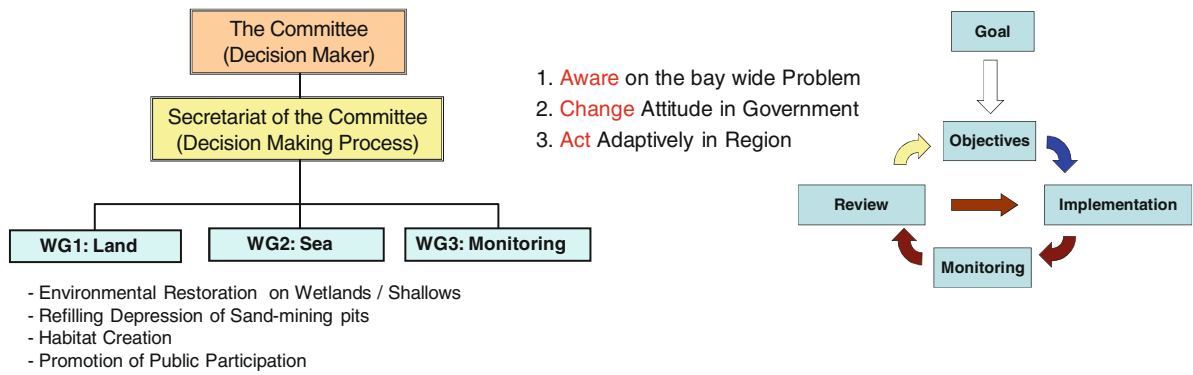 The Committee
(Decision Maker)
Secretariat of the Committee
(Decision Making Process)
WG1: Land
WG2: Sea
WG3: Monitoring
- Environmental Restoration on Wetlands / Shallows
- Refilling Depression of Sand-mining pits
- Habitat Creation
- Promotion of Public Participation
1. Aware on the bay wide Problem
2. Change Attitude in Government
3. Act Adaptively in Region
Goal
Objectives
Review
Implementation
Monitoring